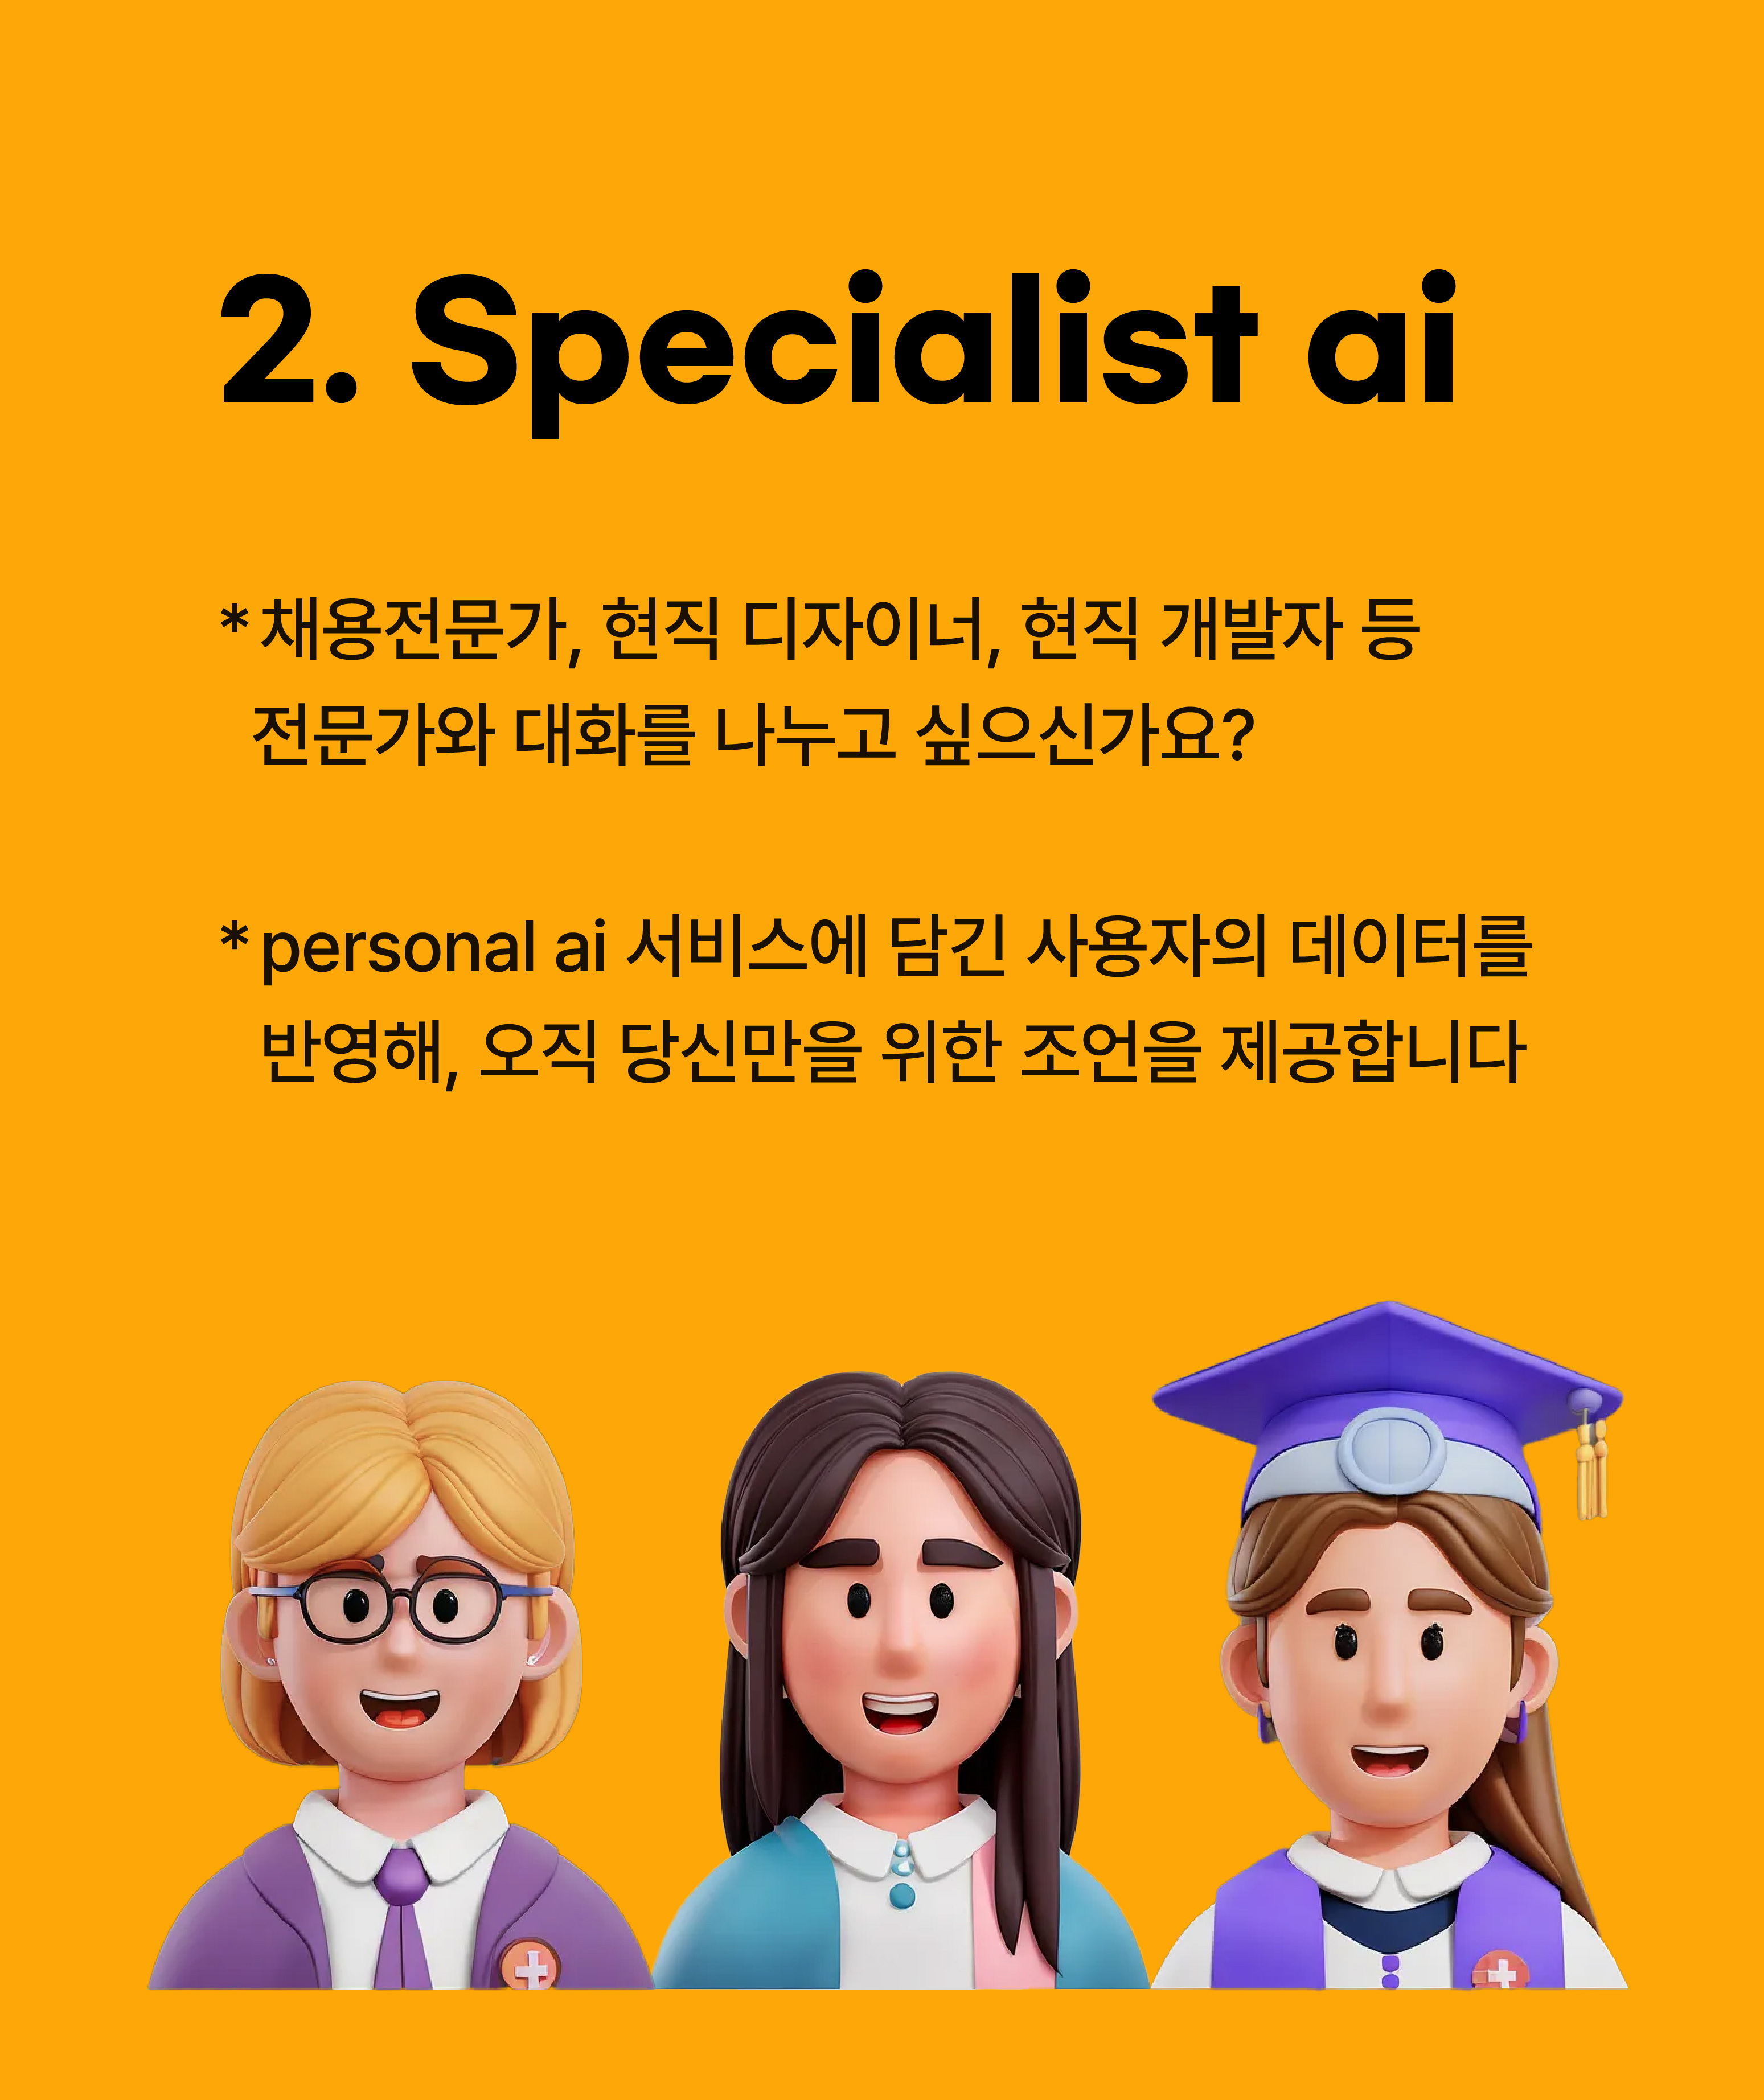 2. Specialist ai
*채용전문가, 현직 디자이너, 현직 개발자 등
전문가와 대화를 나누고 싶으신가요?
*personal ai 서비스에 담긴 사용자의 데이터를
반영해, 오직 당신만을 위한 조언을 제공합니다